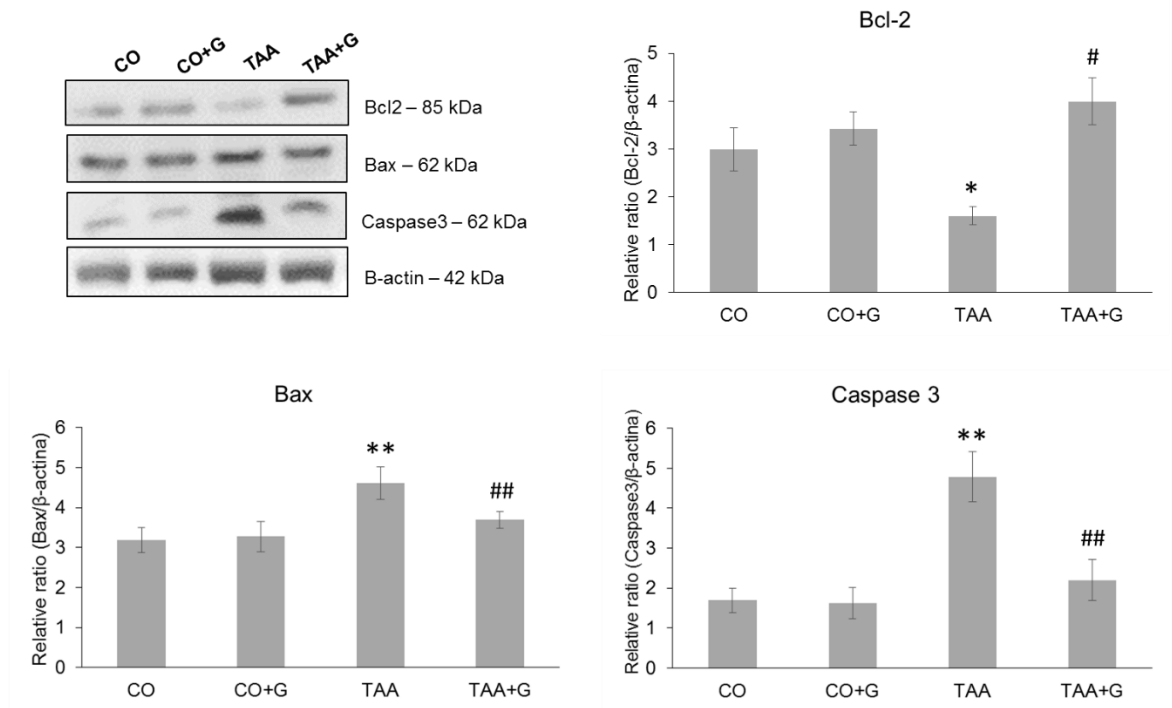 CO CO+G TAA TAA+G
Bcl2 – 85 kDa
Bax – 62 kDa
Caspase3 – 62 kDa
B-actin – 42 kDa
Bcl-2
Relative ratio (Bcl-2/β-actina)
5
4
3
2
1
0
*
#
CO CO+G TAA TAA+G
Bax
Relative ratio (Bax/β-actina)
6
5
4
3
2
1
0
**
##
CO CO+G TAA TAA+G
Caspase 3
Relative ratio (Caspase3/β-actina)
6
5
4
3
2
1
0
**
##
CO CO+G TAA TAA+G